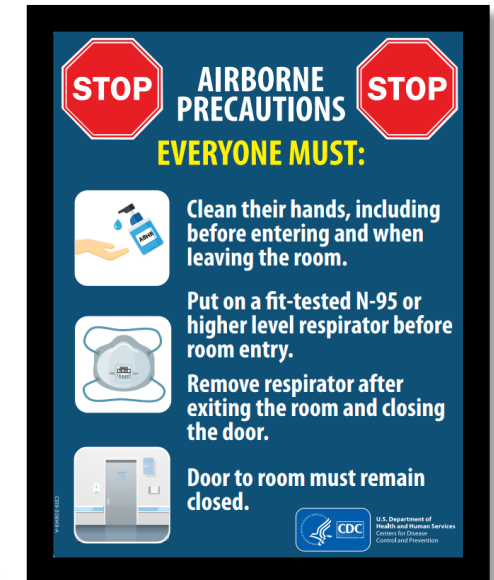 STOP
AIRBORNE
PRECAUTIONS
STOP
EVERYONE MUST:
ABHR
Clean their hands, including
before entering and when
leaving the room.
Put on a fit-tested N-95 or
higher level respirator before
room entry.
Remove respirator after
exiting the room and closing
the door.
Door to room must remain
closed.
CDC
U.S. Department of
Health and Human Services
Centers for Disease
Control and Prevention